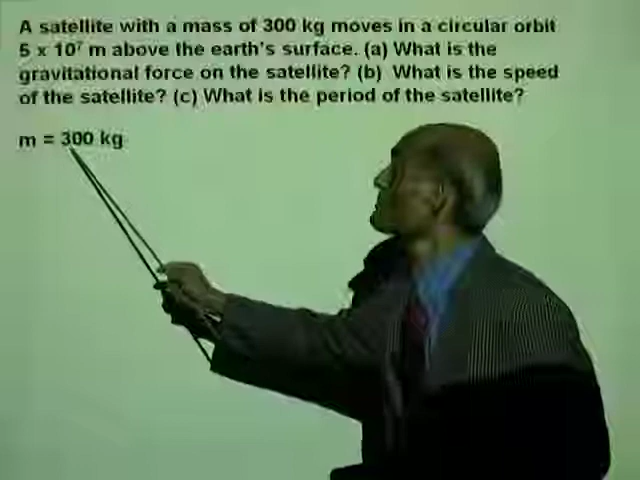 A satellite with a mass of 300 kg moves in a circular orbit
5 x 10⁷ m above the earth's surface. (a) What is the
gravitational force on the satellite? (b) What is the speed
of the satellite? (c) What is the period of the satellite?
m = 300 kg